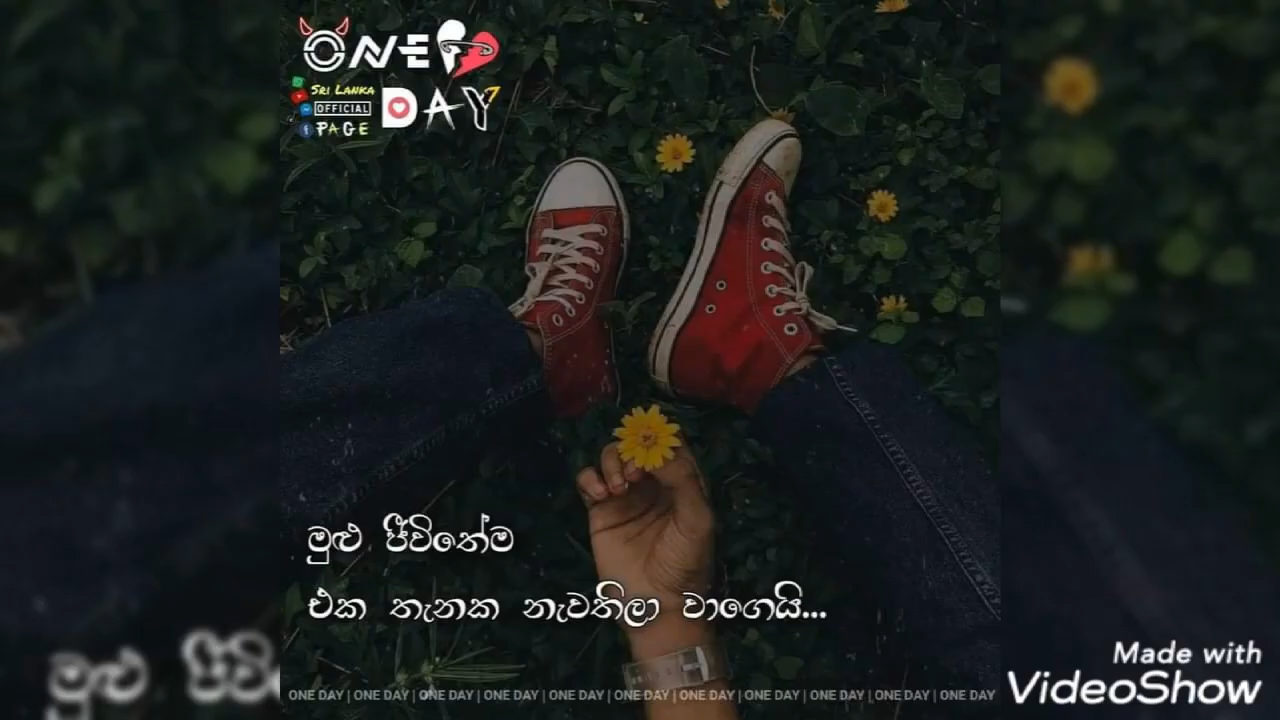 ONE
DAY
SRI LANKA
OFFICIAL
PAGE
මුළු ජීවිතේම
එක තැනක නැවතිලා වාගෙයි...
ONE DAY | ONE DAY | ONE DAY | ONE DAY | ONE DAY | ONE DAY | ONE DAY | ONE DAY | ONE DAY | ONE DAY | ONE DAY
මුළු ජීවි
Made with
VideoShow